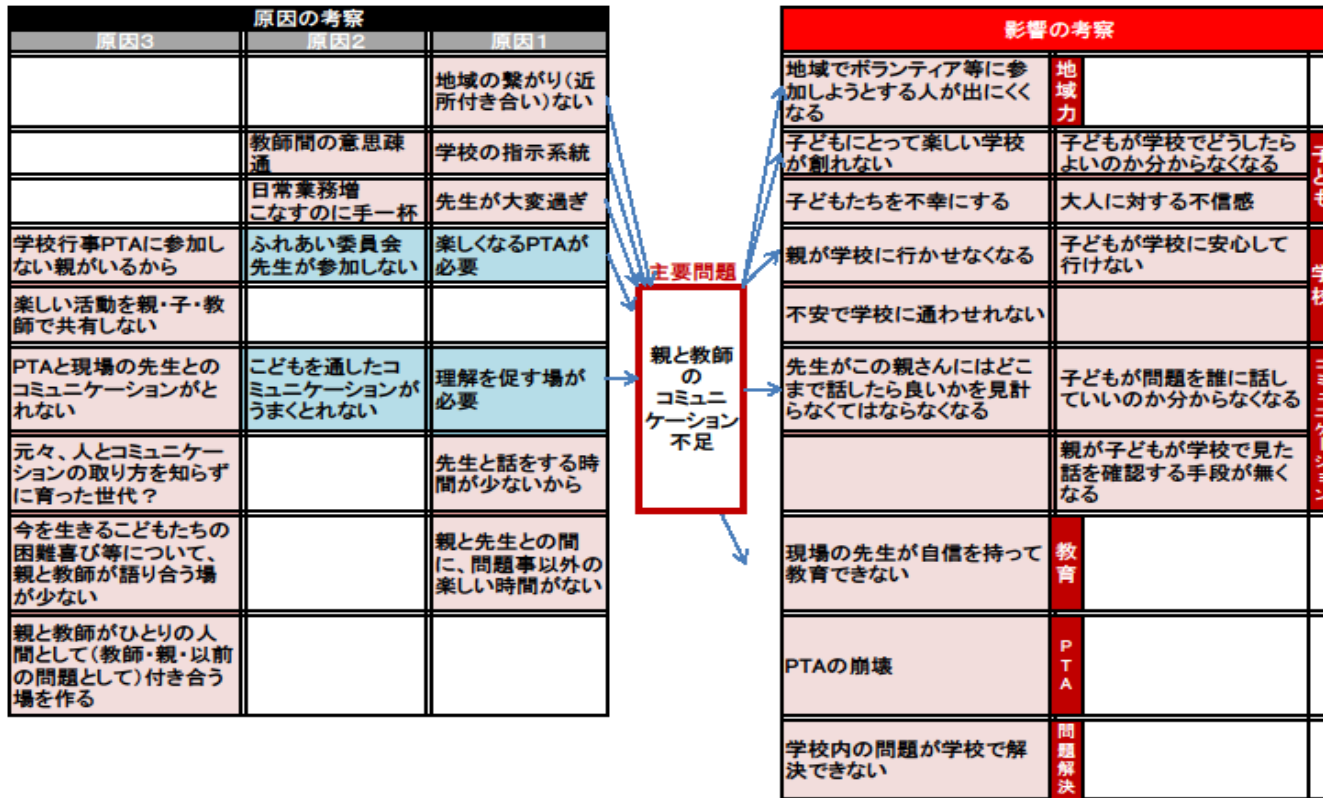 原因の考察
原因3
原因2
原因1
地域の繋がり(近
所付き合い)ない
教師間の意思疎
通
学校の指示系統
日常業務増
こなすのに手一杯
先生が大変過ぎ
学校行事PTAに参加し
ない親がいるから
ふれあい委員会
先生が参加しない
楽しくなるPTAが
必要
楽しい活動を親・子・教
師で共有しない
PTAと現場の先生との
コミュニケーションがと
れない
こどもを通したコ
ミュニケーションが
うまくとれない
理解を促す場が
必要
元々、人とコミュニケー
ションの取り方を知らず
に育った世代?
先生と話をする時
間が少ないから
今を生きるこどもたちの
困難喜び等について、
親と教師が語り合う場
が少ない
親と先生との間
に、問題事以外の
楽しい時間がない
親と教師がひとりの人
間として(教師・親・以前
の問題として)付き合う
場を作る
主要問題
親と教師
の
コミュニ
ケーション
不足
影響の考察
地域でボランティア等に参
加しようとする人が出にくく
なる
地域力
子どもにとって楽しい学校
が創れない
子どもが学校でどうしたら
よいのか分からなくなる
子ども
子どもたちを不幸にする
大人に対する不信感
親が学校に行かせなくなる
子どもが学校に安心して
行けない
学校
不安で学校に通わせれない
先生がこの親さんにはどこ
まで話したら良いかを見計
らなくてはならなくなる
子どもが問題を誰に話し
ていいのか分からなくなる
コミュニケーション
親が子どもが学校で見た
話を確認する手段が無く
なる
現場の先生が自信を持って
教育できない
教育
PTAの崩壊
PTA
学校内の問題が学校で解
決できない
問題解決